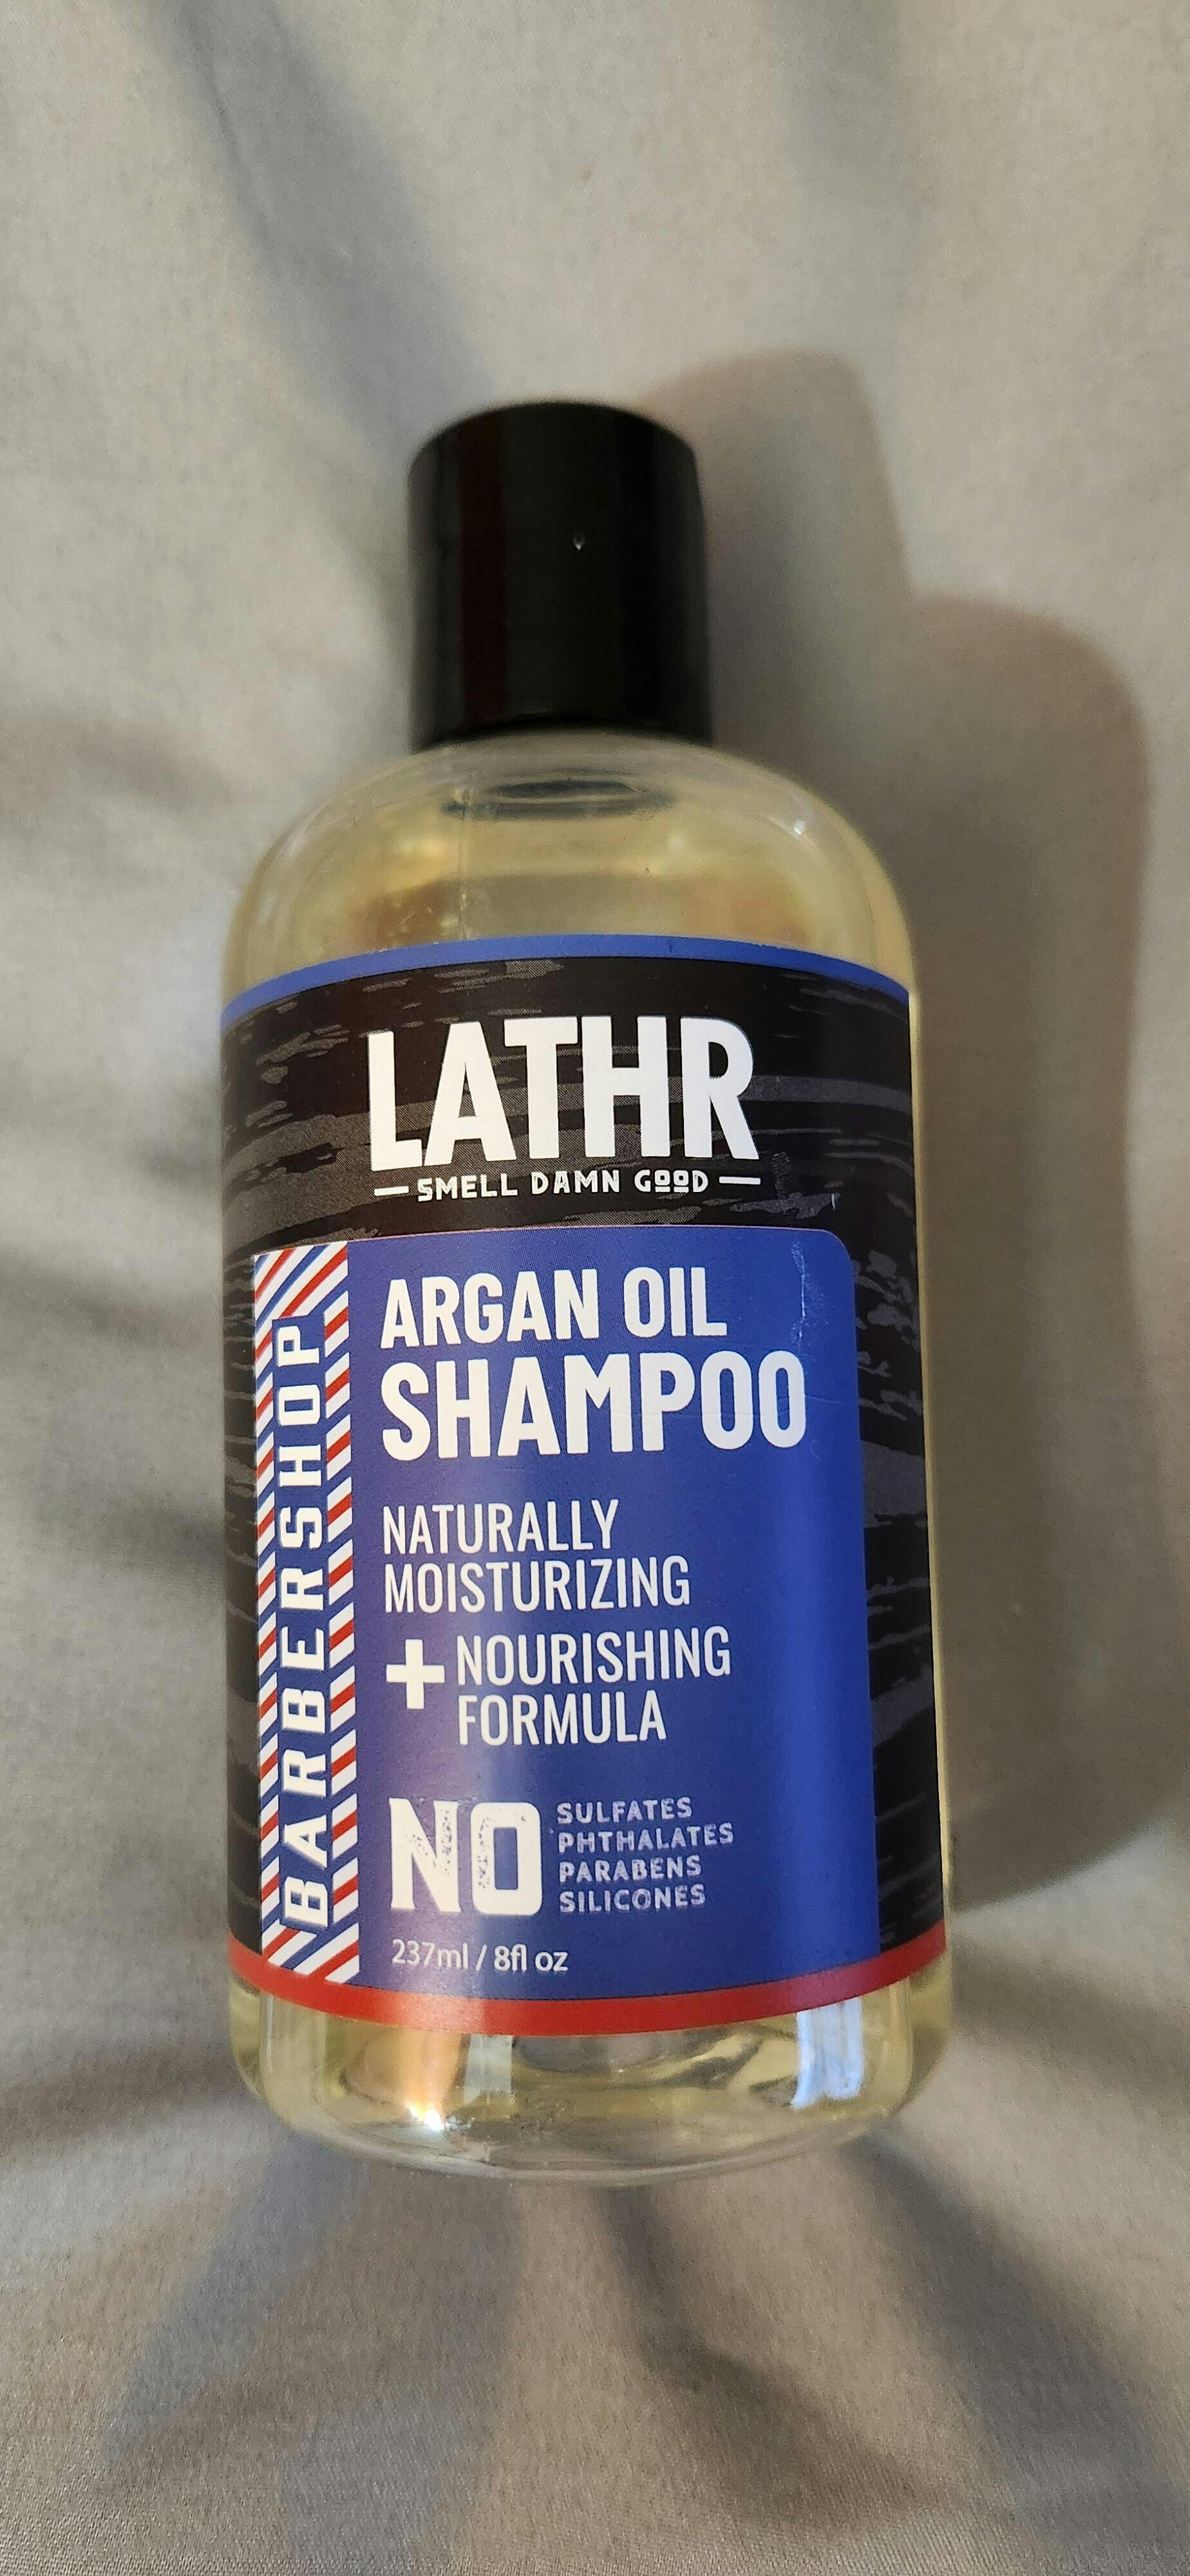 LATHR
SMELL DAMN GOOD
BARBERSHOP
ARGAN OIL
SHAMPOO
NATURALLY
MOISTURIZING
+ NOURISHING
FORMULA
NO
SULFATES
PHTHALATES
PARABENS
SILICONES
237ml / 8fl oz